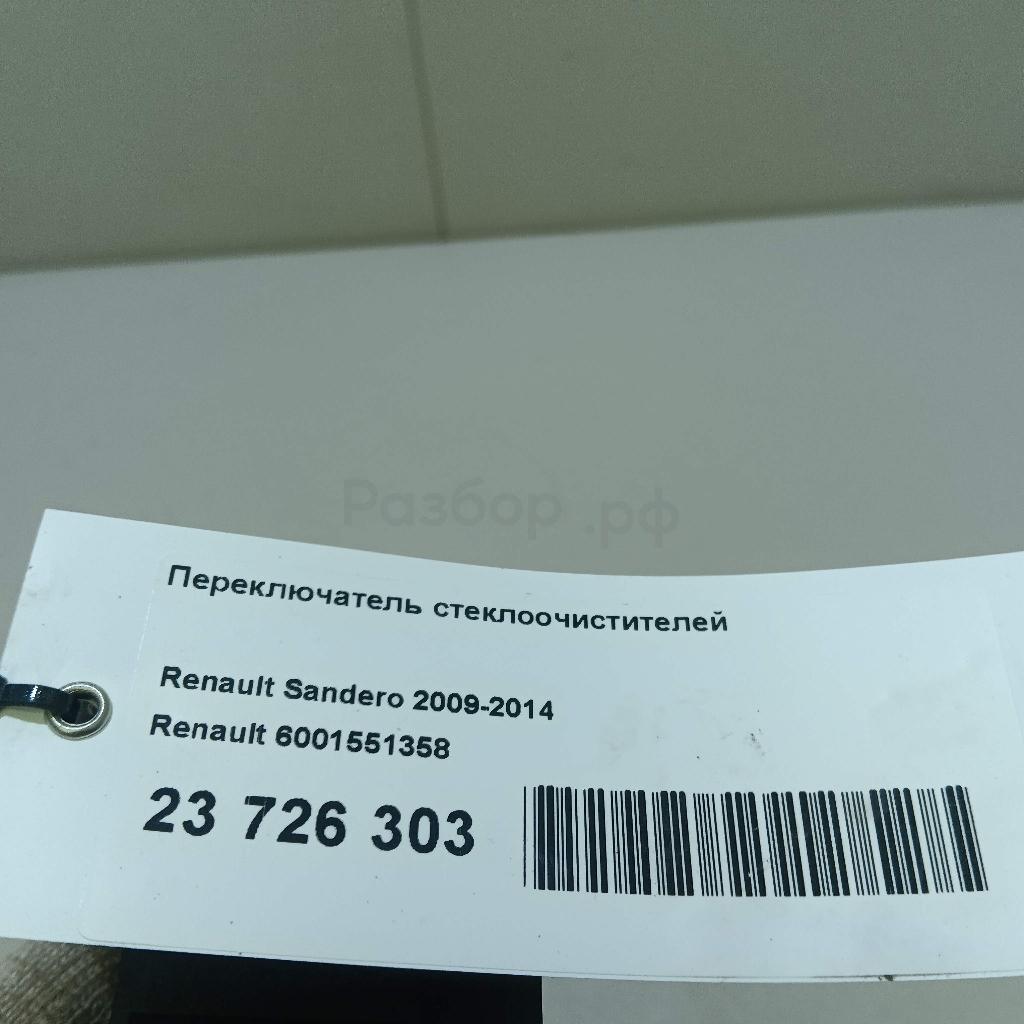 Разбор.рф
Переключатель стеклоочистителей
Renault Sandero 2009-2014
Renault 6001551358
23 726 303